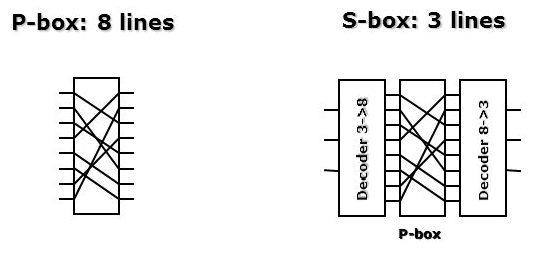 P-box: 8 lines
S-box: 3 lines
Decoder 3->8
Decoder 8->3
P-box